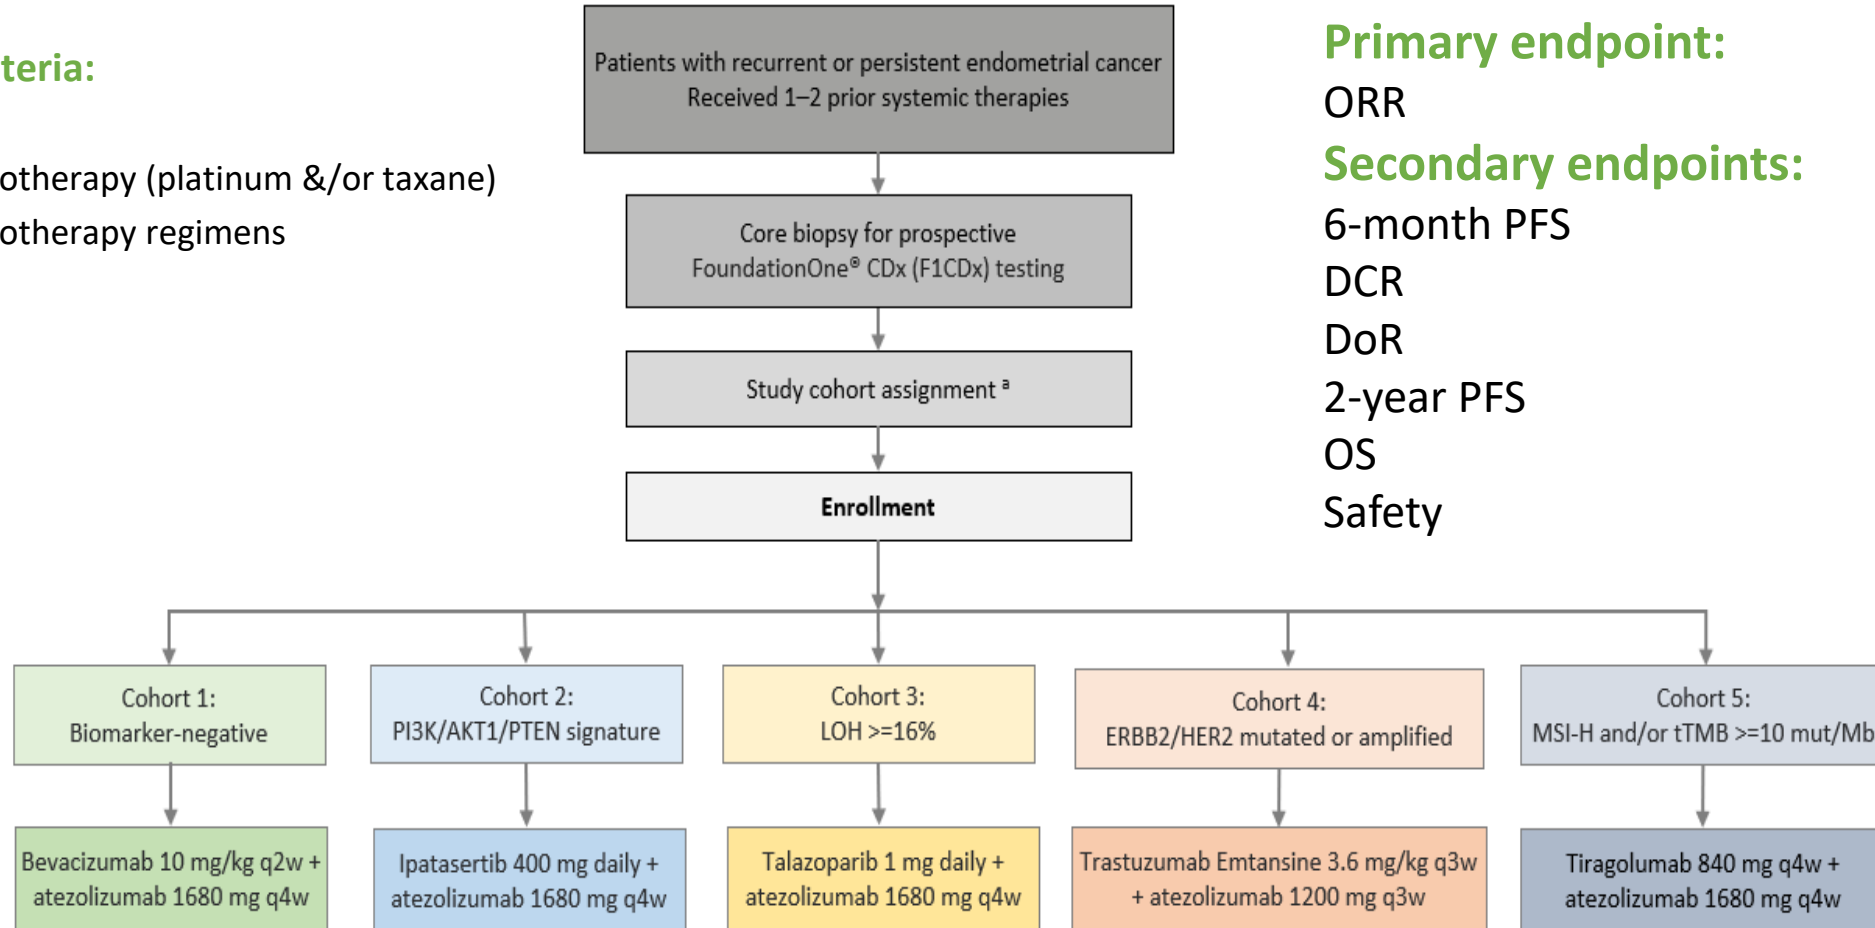 teria:
otherapy (platinum &/or taxane)
otherapy regimens
Patients with recurrent or persistent endometrial cancer
Received 1–2 prior systemic therapies
Core biopsy for prospective
FoundationOne® CDx (F1CDx) testing
Study cohort assignment ª
Enrollment
Primary endpoint:
ORR
Secondary endpoints:
6-month PFS
DCR
DoR
2-year PFS
OS
Safety
Cohort 1:
Biomarker-negative
Cohort 2:
PI3K/AKT1/PTEN signature
Cohort 3:
LOH >=16%
Cohort 4:
ERBB2/HER2 mutated or amplified
Cohort 5:
MSI-H and/or tTMB >=10 mut/Mb
Bevacizumab 10 mg/kg q2w +
atezolizumab 1680 mg q4w
Ipatasertib 400 mg daily +
atezolizumab 1680 mg q4w
Talazoparib 1 mg daily +
atezolizumab 1680 mg q4w
Trastuzumab Emtansine 3.6 mg/kg q3w
+ atezolizumab 1200 mg q3w
Tiragolumab 840 mg q4w +
atezolizumab 1680 mg q4w